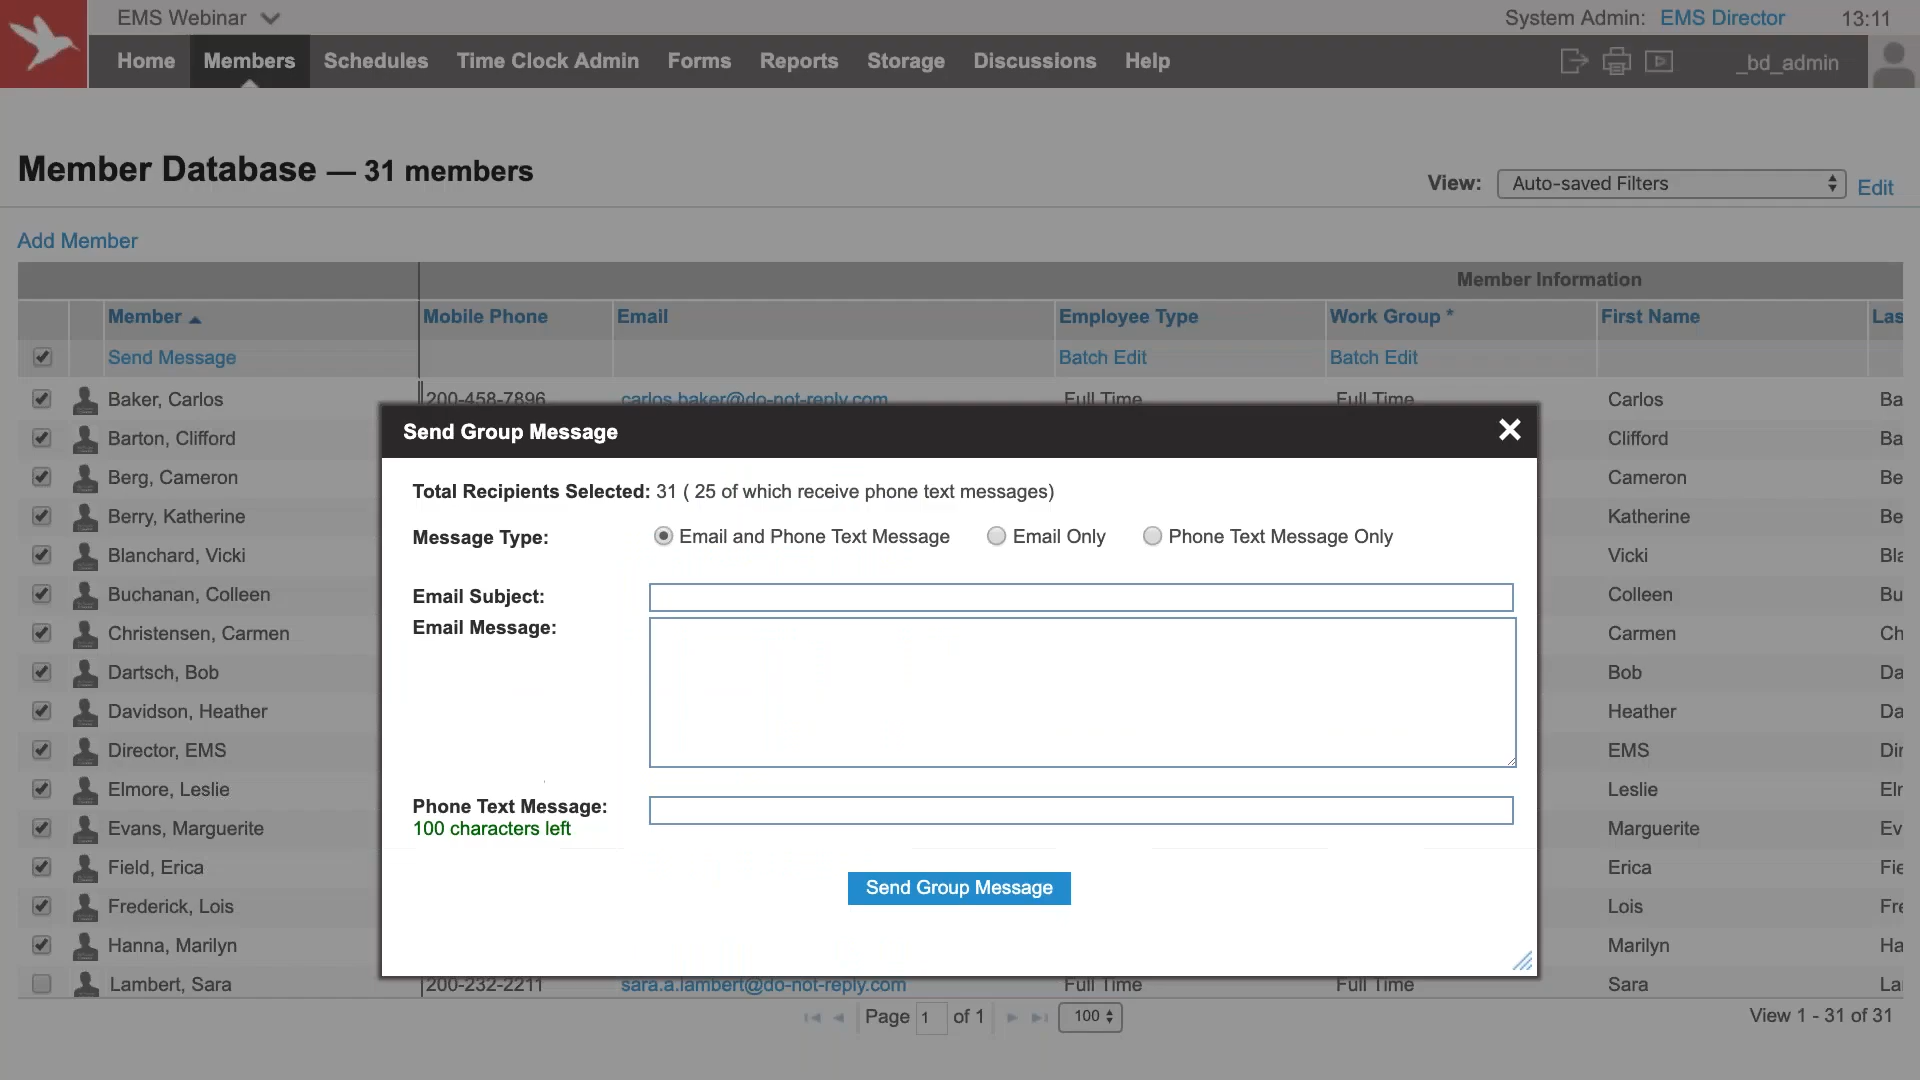 EMS Webinar
System Admin: EMS Director 13:11
Home Members Schedules Time Clock Admin Forms Reports Storage Discussions Help _bd_admin
Member Database — 31 members
View: Auto-saved Filters Edit
Add Member
Member Information
Member Mobile Phone Email Employee Type Work Group * First Name Las
Send Message Batch Edit Batch Edit
Baker, Carlos 200-458-7896 carlos.baker@do-not-reply.com Full Time Full Time Carlos Ba
Send Group Message
Barton, Clifford Clifford Ba
Berg, Cameron Cameron Be
Total Recipients Selected: 31 ( 25 of which receive phone text messages)
Berry, Katherine Katherine Be
Message Type: Email and Phone Text Message Email Only Phone Text Message Only
Blanchard, Vicki Vicki Bla
Buchanan, Colleen Colleen Bu
Email Subject:
Email Message:
Christensen, Carmen Carmen Ch
Dartsch, Bob Bob Da
Davidson, Heather Heather Da
Director, EMS EMS Dir
Elmore, Leslie Leslie Elr
Phone Text Message:
100 characters left
Evans, Marguerite Marguerite Ev
Field, Erica Erica Fie
Send Group Message
Frederick, Lois Lois Fre
Hanna, Marilyn Marilyn Ha
Lambert, Sara 200-232-2211 sara.a.lambert@do-not-reply.com Full Time Full Time Sara La
Page 1 of 1 100 View 1 - 31 of 31